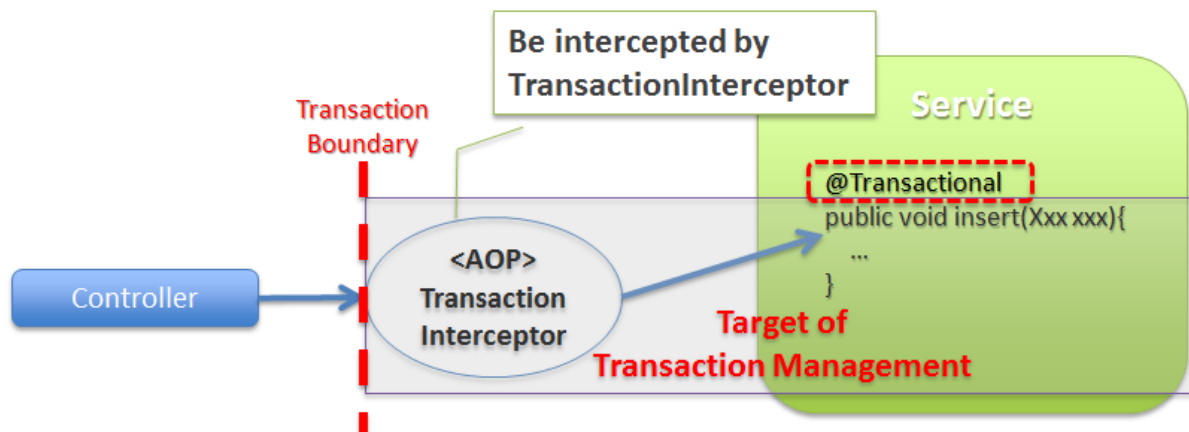 Be intercepted by
TransactionInterceptor
Transaction
Boundary
Service
@Transactional
public void insert(Xxx xxx){
...
}
<AOP>
Transaction
Interceptor
Controller
Target of
Transaction Management